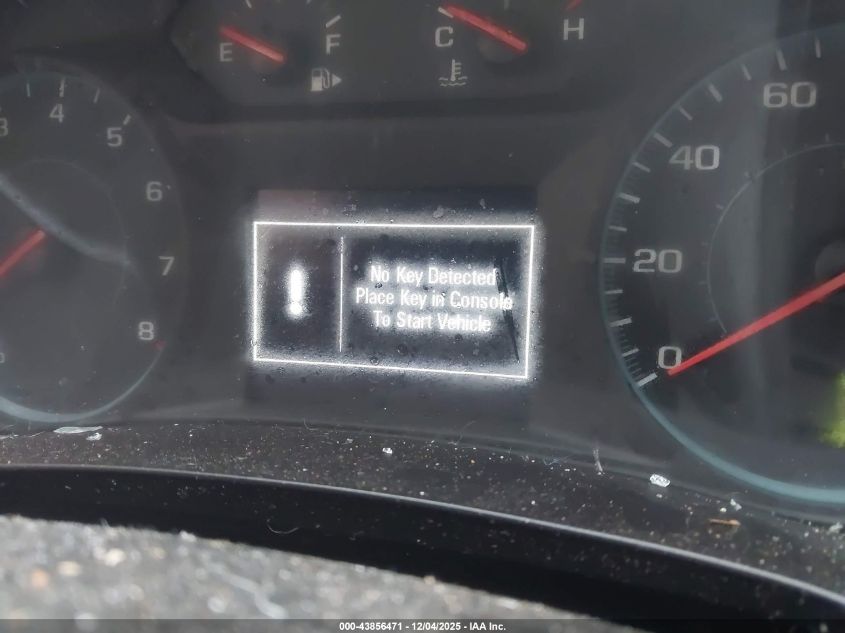 E F C H
3 4 5 6 7 8
60
40
20
0
No Key Detected
Place Key in Console
To Start Vehicle
000-43856471 - 12/04/2025 - IAA Inc.